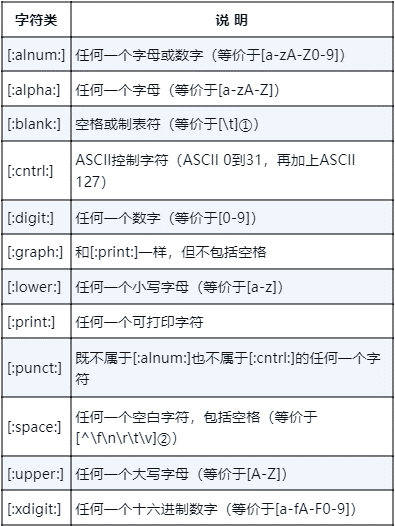 字符类 说 明
[:alnum:] 任何一个字母或数字（等价于[a-zA-Z0-9]）
[:alpha:] 任何一个字母（等价于[a-zA-Z]）
[:blank:] 空格或制表符（等价于[\t]①）
[:cntrl:] ASCII控制字符（ASCII 0到31，再加上ASCII
127）
[:digit:] 任何一个数字（等价于[0-9]）
[:graph:] 和[:print:]一样，但不包括空格
[:lower:] 任何一个小写字母（等价于[a-z]）
[:print:] 任何一个可打印字符
[:punct:] 既不属于[:alnum:]也不属于[:cntrl:]的任何一个字
符
[:space:] 任何一个空白字符，包括空格（等价于
[^\f\n\r\t\v]②）
[:upper:] 任何一个大写字母（等价于[A-Z]）
[:xdigit:] 任何一个十六进制数字（等价于[a-fA-F0-9]）